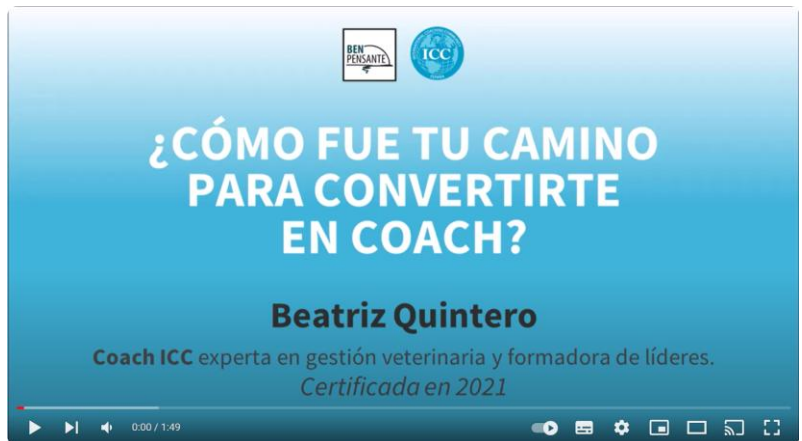 BEN
PENSANTE
ICC
¿CÓMO FUE TU CAMINO
PARA CONVERTIRTE
EN COACH?
Beatriz Quintero
Coach ICC experta en gestión veterinaria y formadora de líderes.
Certificada en 2021
0:00 / 1:49